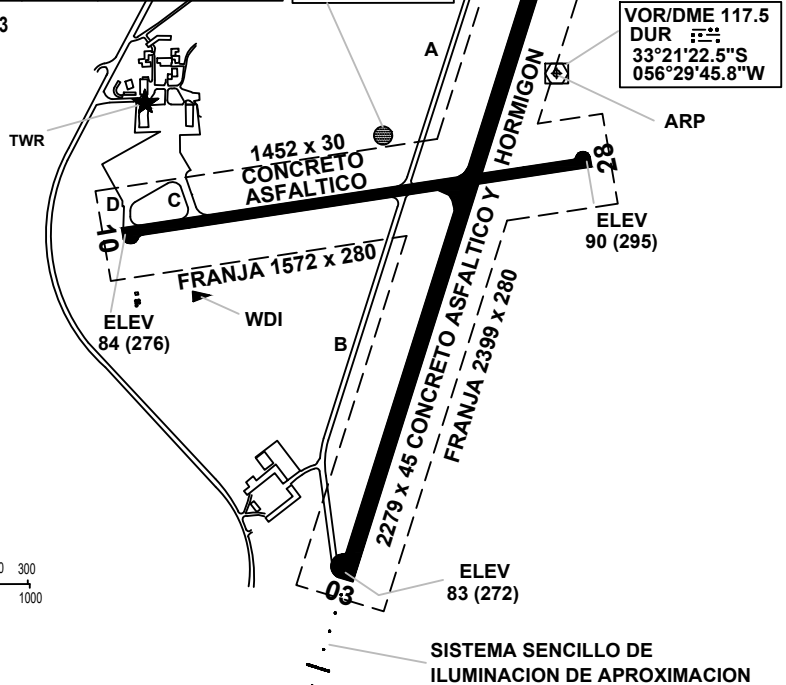 3
A
VOR/DME 117.5
DUR
33°21'22.5"S
056°29'45.8"W
ARP
TWR
1452 x 30
CONCRETO
ASFALTICO
28
D
C
10
ELEV
90 (295)
FRANJA 1572 x 280
WDI
ELEV
84 (276)
B
2279 x 45 CONCRETO ASFALTICO Y HORMIGON
FRANJA 2399 x 280
03
ELEV
83 (272)
300
1000
SISTEMA SENCILLO DE
ILUMINACION DE APROXIMACION